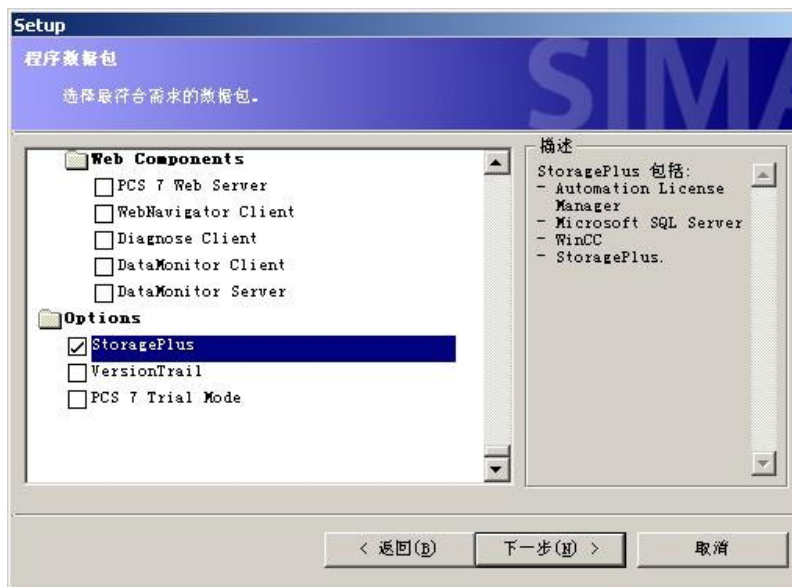 Setup
程序数据包
选择最符合需求的数据包。
SIMA
Web Components
PCS 7 Web Server
WebNavigator Client
Diagnose Client
DataMonitor Client
DataMonitor Server
Options
StoragePlus
VersionTrail
PCS 7 Trial Mode
描述
StoragePlus 包括:
- Automation License
Manager
- Microsoft SQL Server
- WinCC
- StoragePlus.
< 返回(B)
下一步(N) >
取消